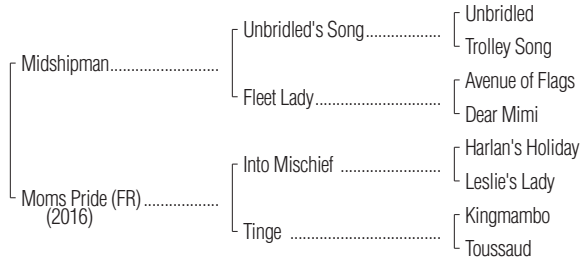 Unbridled
Unbridled's Song
Trolley Song
Midshipman
Avenue of Flags
Fleet Lady
Dear Mimi
Harlan's Holiday
Into Mischief
Leslie's Lady
Moms Pride (FR)
(2016)
Kingmambo
Tinge
Toussaud